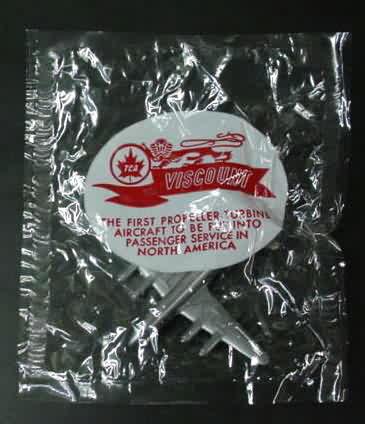 TCA
VISCOUNT
THE FIRST PROPELLER TURBINE
AIRCRAFT TO BE PUT INTO
PASSENGER SERVICE IN
NORTH AMERICA